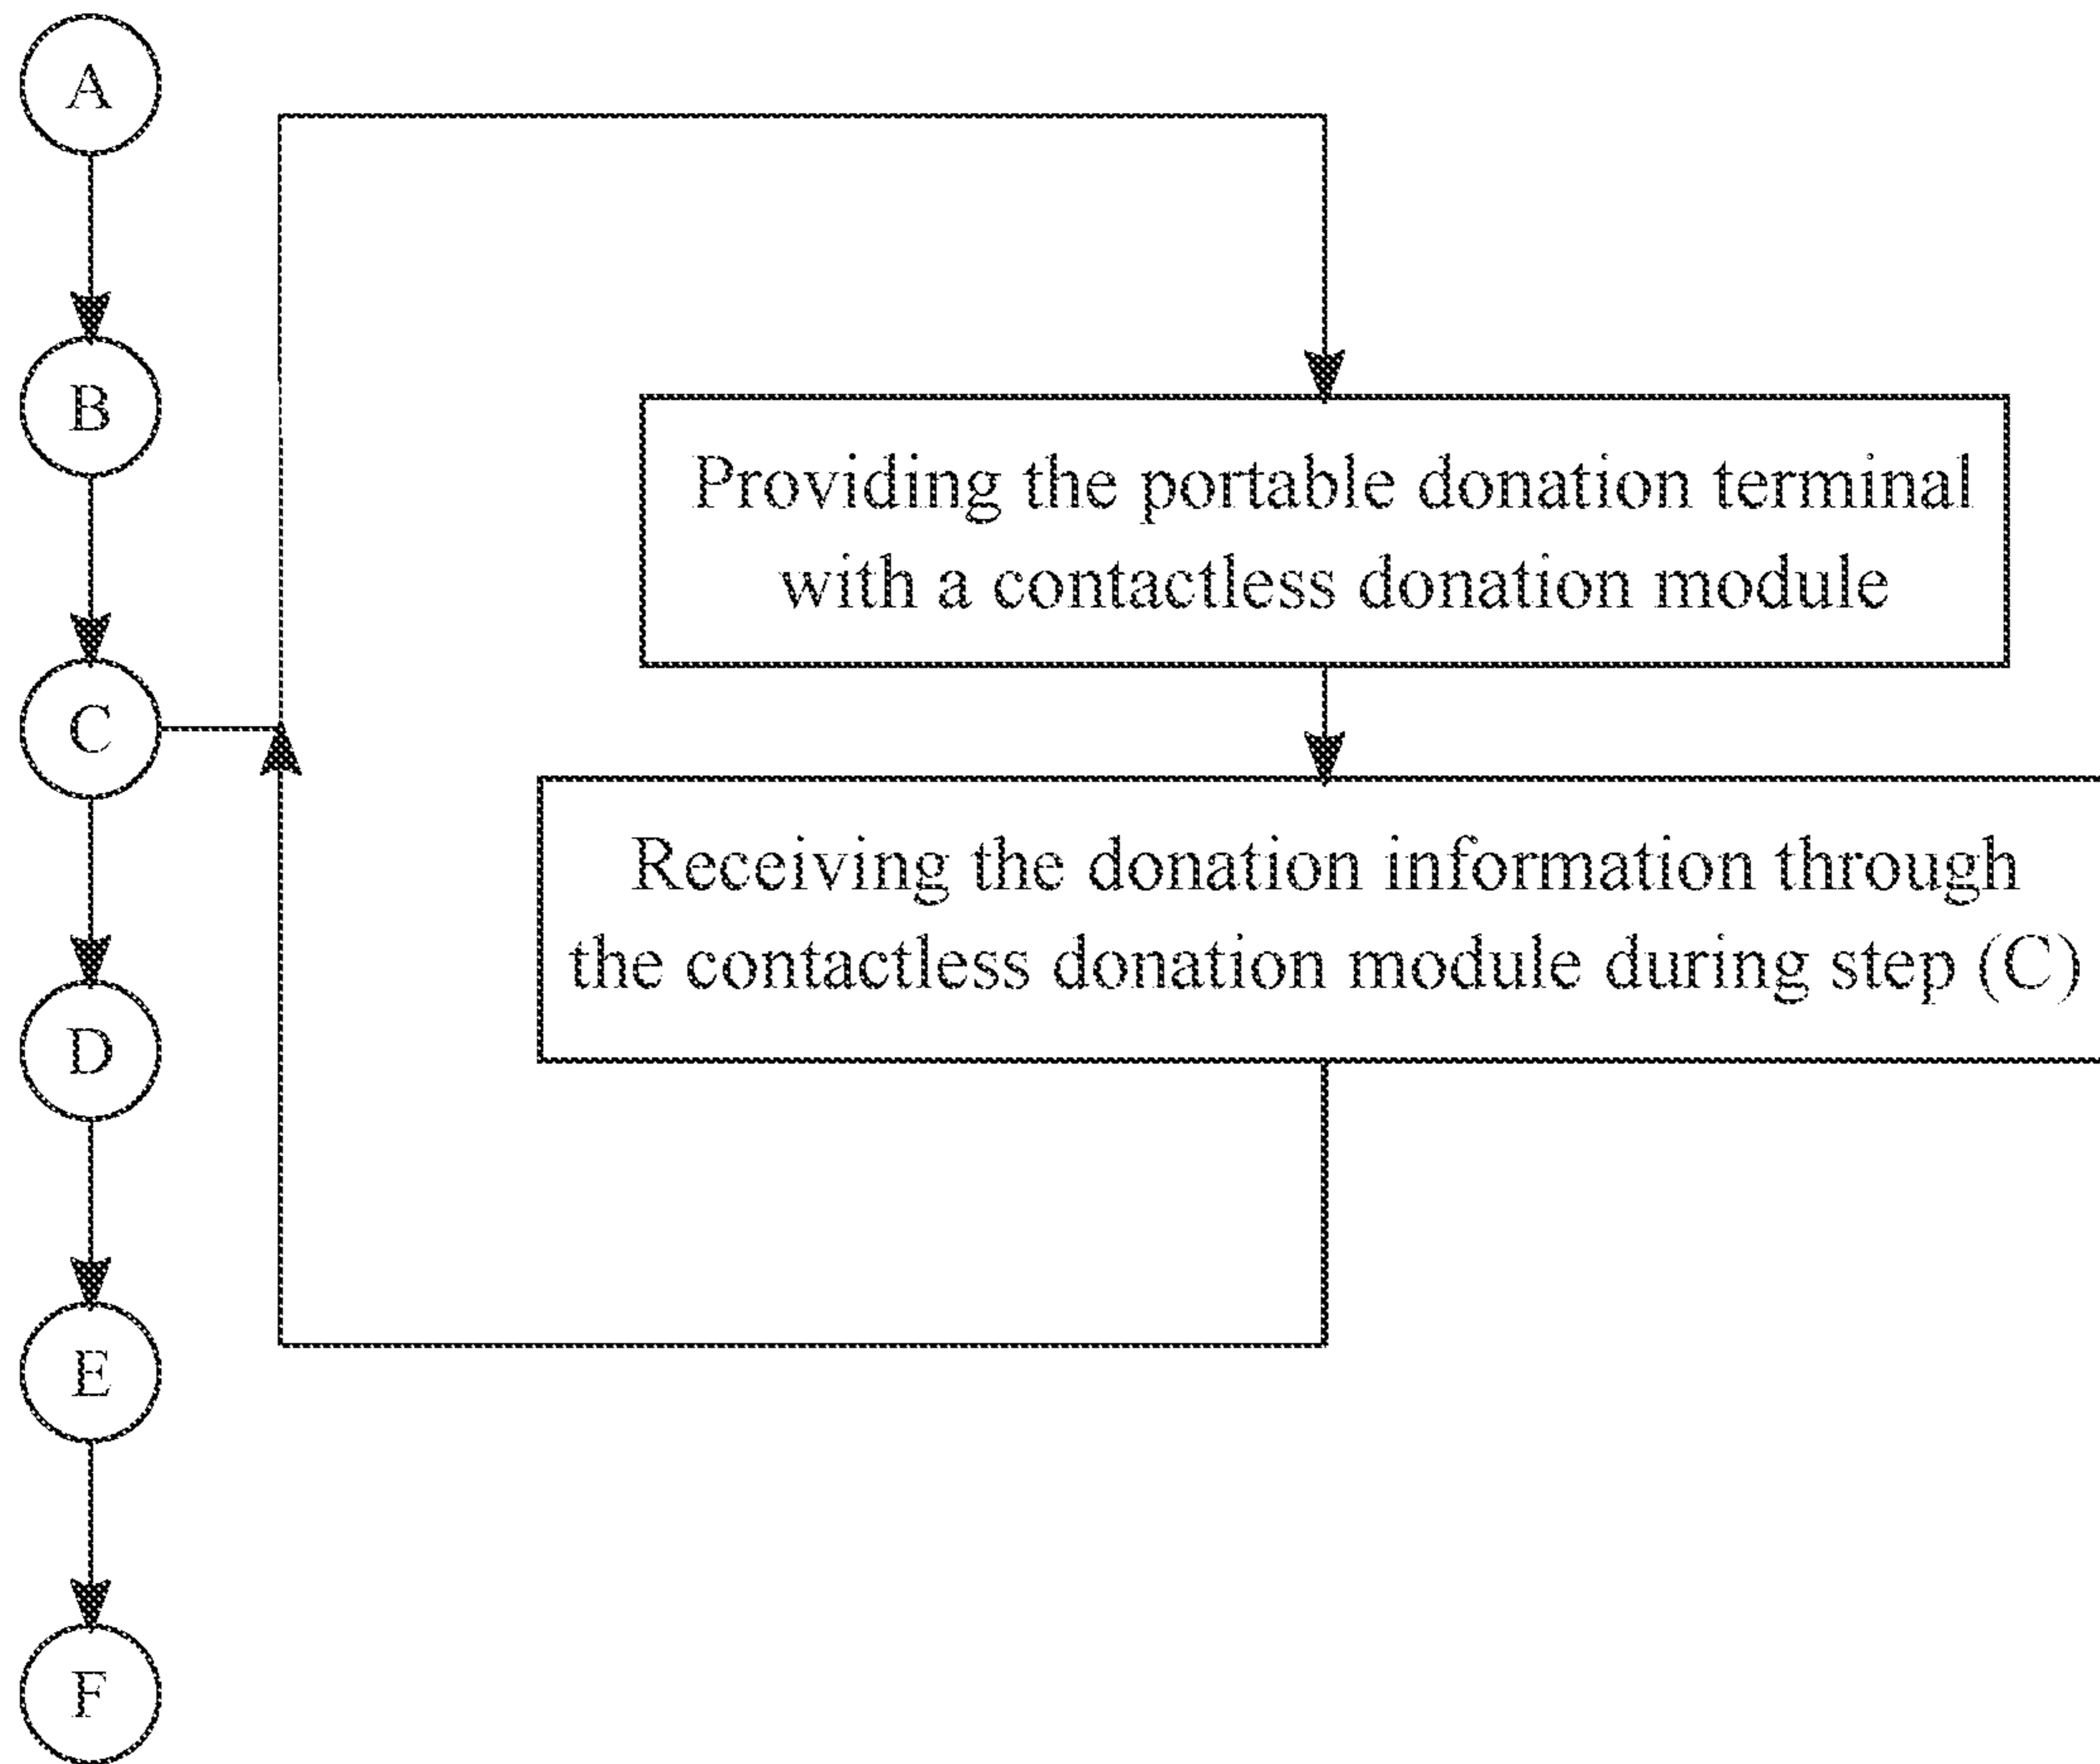 A
B
Providing the portable donation terminal
with a contactless donation module
C
Receiving the donation information through
the contactless donation module during step (C)
D
E
F